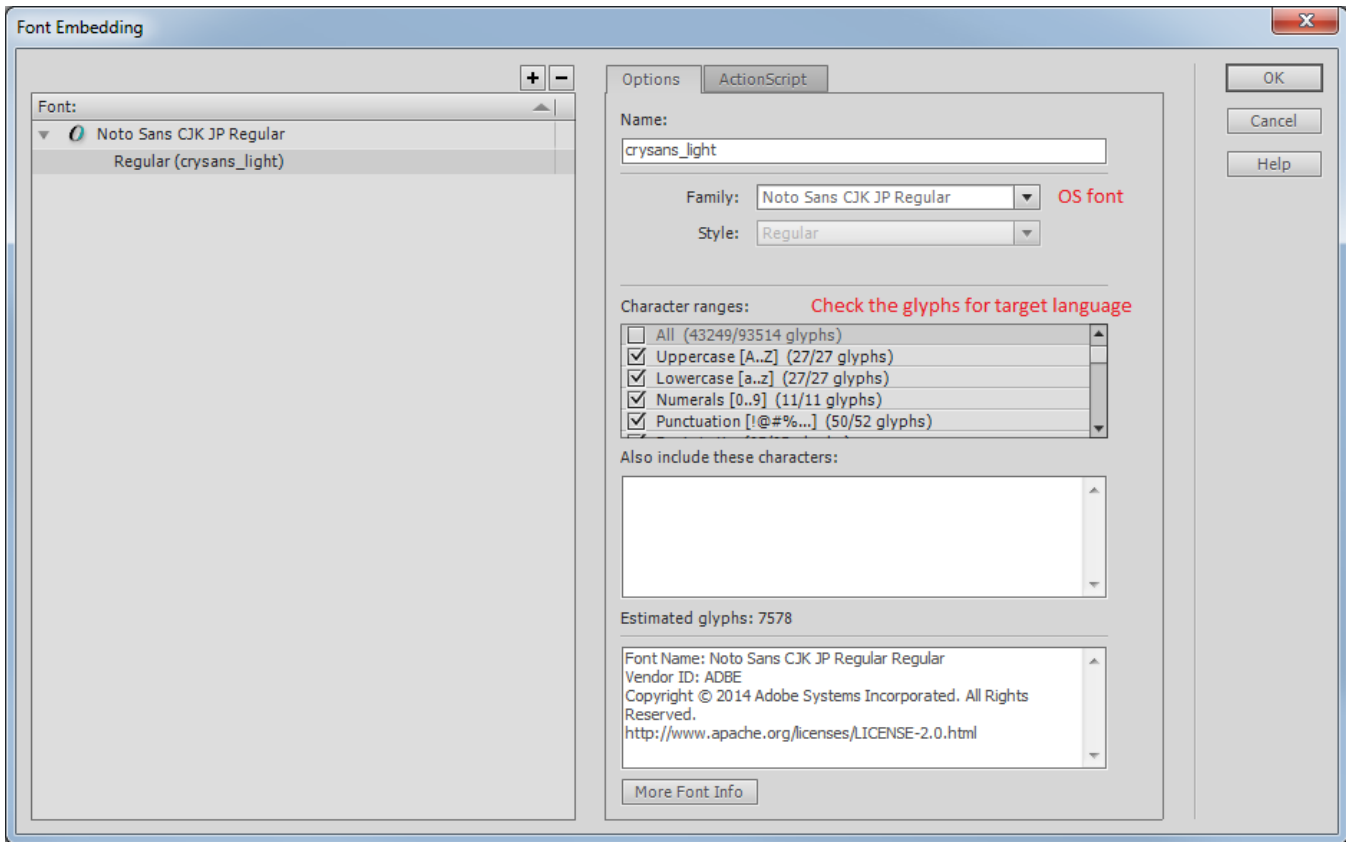 Font Embedding
Font:
Noto Sans CJK JP Regular
Regular (crysans_light)
Options
ActionScript
Name:
crysans_light
Family:
Noto Sans CJK JP Regular
OS font
Style:
Regular
Character ranges:
Check the glyphs for target language
All (43249/93514 glyphs)
Uppercase [A..Z] (27/27 glyphs)
Lowercase [a..z] (27/27 glyphs)
Numerals [0..9] (11/11 glyphs)
Punctuation [!@#%...] (50/52 glyphs)
Also include these characters:
Estimated glyphs: 7578
Font Name: Noto Sans CJK JP Regular Regular
Vendor ID: ADBE
Copyright © 2014 Adobe Systems Incorporated. All Rights
Reserved.
http://www.apache.org/licenses/LICENSE-2.0.html
More Font Info
OK
Cancel
Help